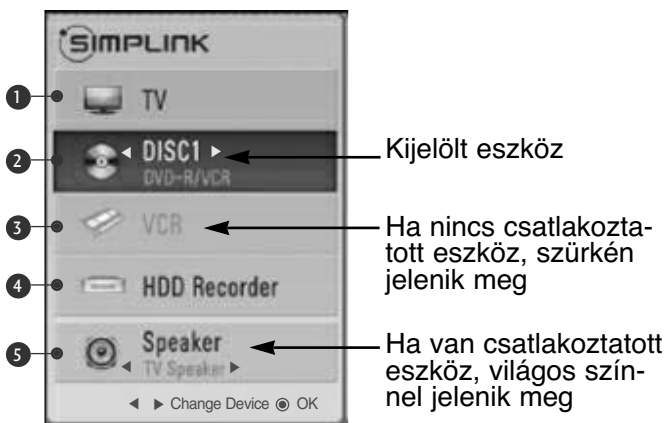 SIMPLINK
1 TV
2 ◄ DISC1 ►
DVD-R/VCR
Kijelölt eszköz
3 VCR
Ha nincs csatlakozta-
tott eszköz, szürkén
jelenik meg
4 HDD Recorder
5 Speaker
◄ TV Speaker ►
Ha van csatlakoztatott
eszköz, világos szín-
nel jelenik meg
◄ ► Change Device ◉ OK